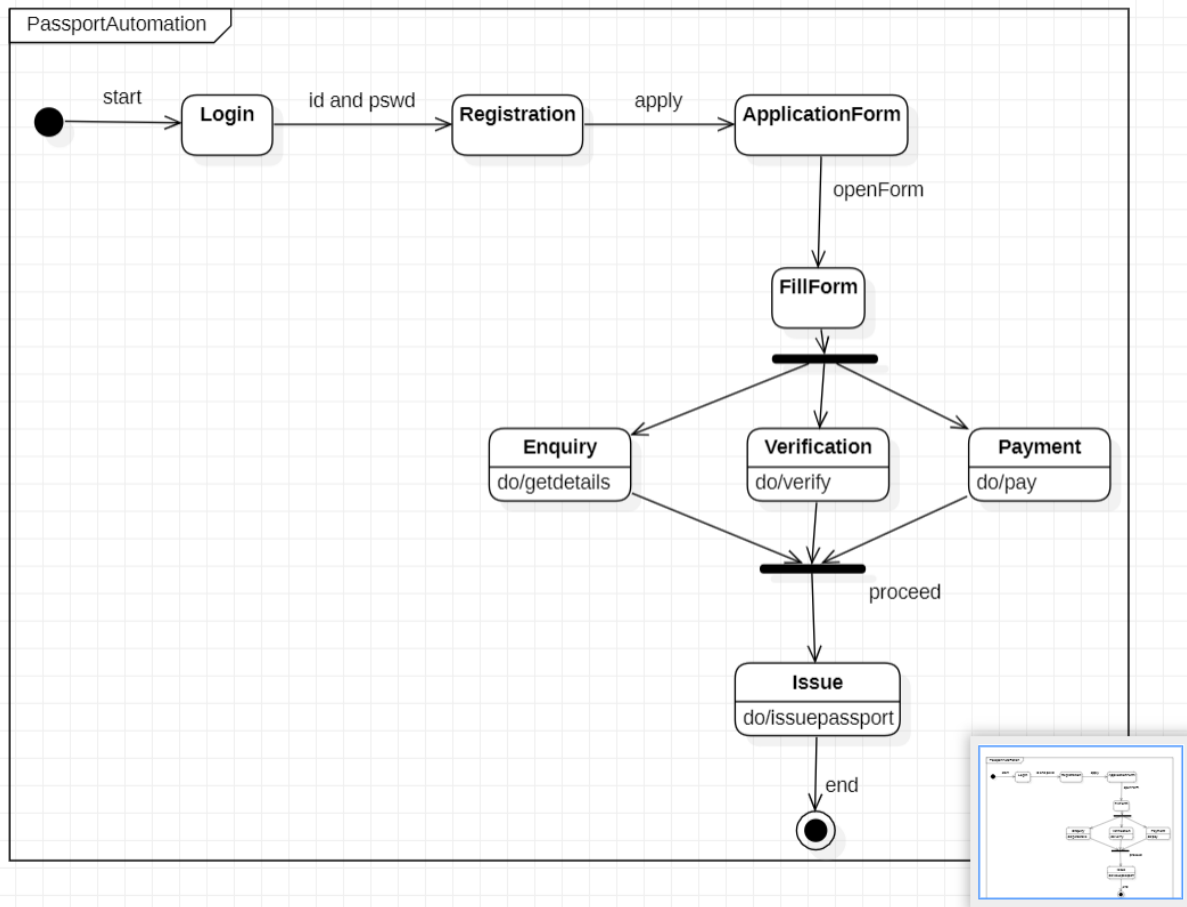 PassportAutomation
start
Login
id and pswd
Registration
apply
ApplicationForm
openForm
FillForm
Enquiry
do/getdetails
Verification
do/verify
Payment
do/pay
proceed
Issue
do/issuepassport
end